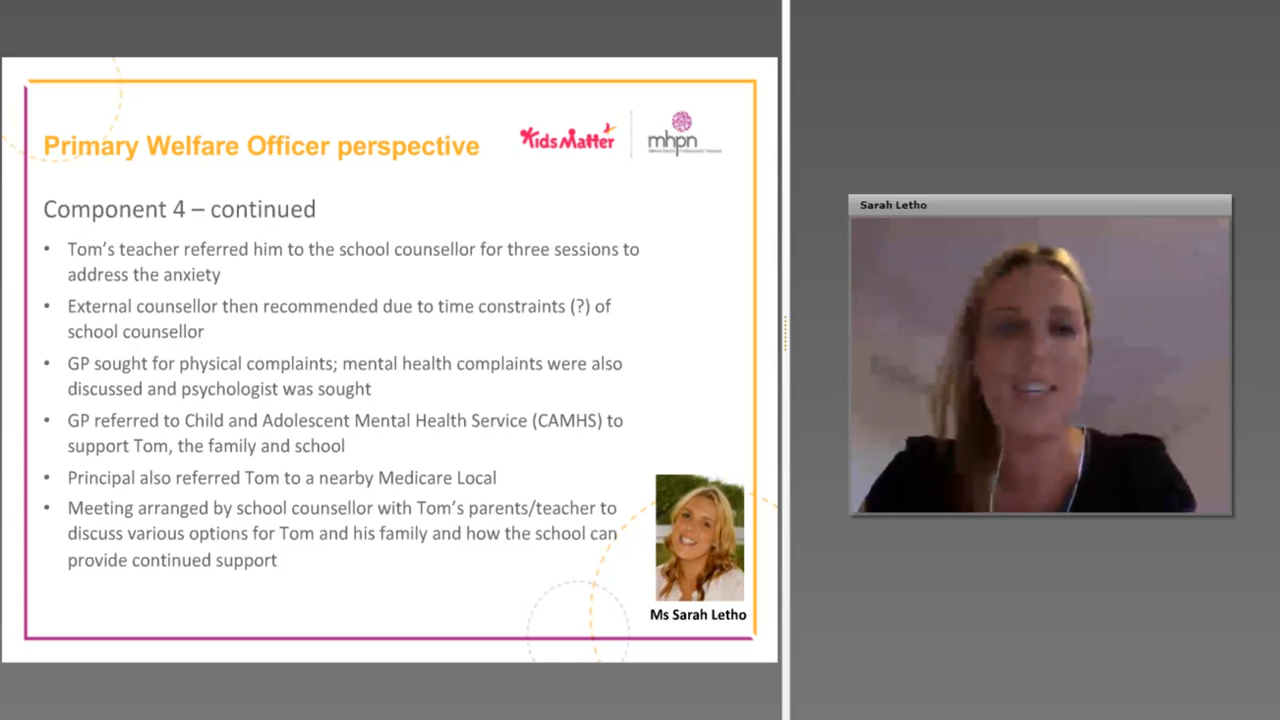 Primary Welfare Officer perspective
KidsMatter
mhpn
Component 4 – continued
• Tom's teacher referred him to the school counsellor for three sessions to
address the anxiety
• External counsellor then recommended due to time constraints (?) of
school counsellor
• GP sought for physical complaints; mental health complaints were also
discussed and psychologist was sought
• GP referred to Child and Adolescent Mental Health Service (CAMHS) to
support Tom, the family and school
• Principal also referred Tom to a nearby Medicare Local
• Meeting arranged by school counsellor with Tom's parents/teacher to
discuss various options for Tom and his family and how the school can
provide continued support
Ms Sarah Letho
Sarah Letho